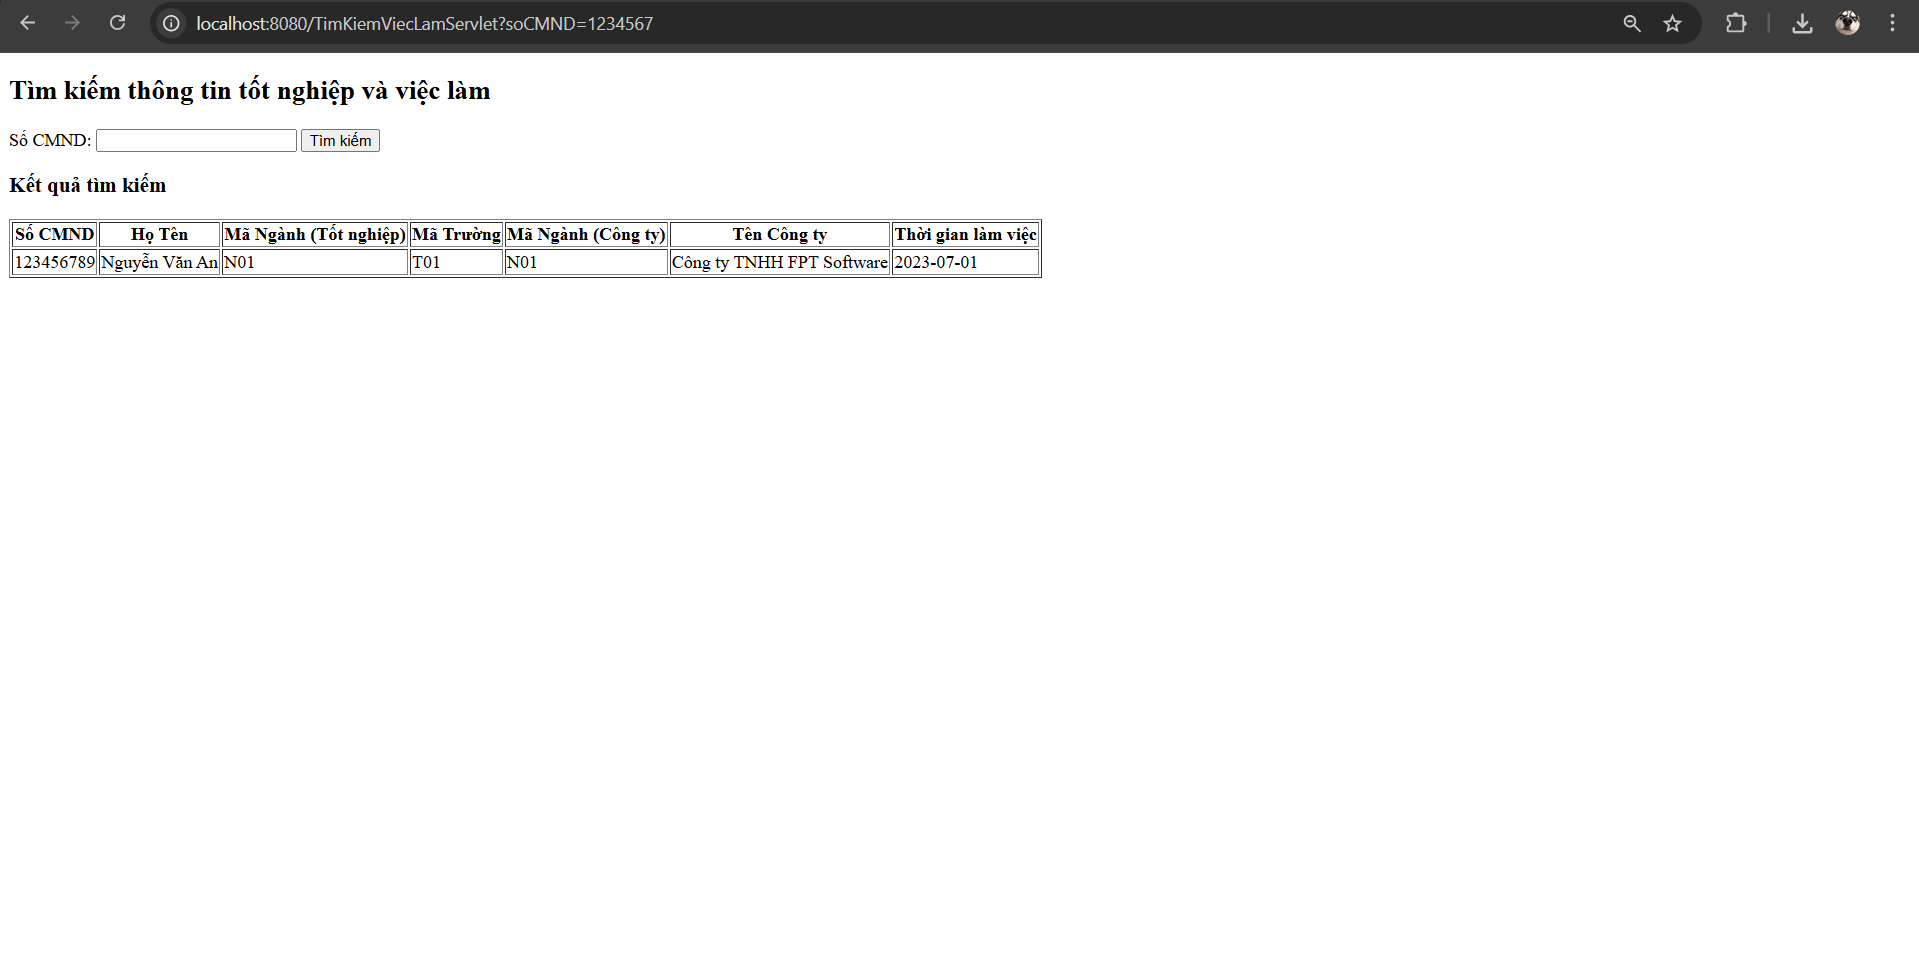 localhost:8080/TimKiemViecLamServlet?soCMND=1234567
Tìm kiếm thông tin tốt nghiệp và việc làm
Số CMND: Tìm kiếm
Kết quả tìm kiếm
Số CMND Họ Tên Mã Ngành (Tốt nghiệp) Mã Trường Mã Ngành (Công ty) Tên Công ty Thời gian làm việc
123456789 Nguyễn Văn An N01 T01 N01 Công ty TNHH FPT Software 2023-07-01